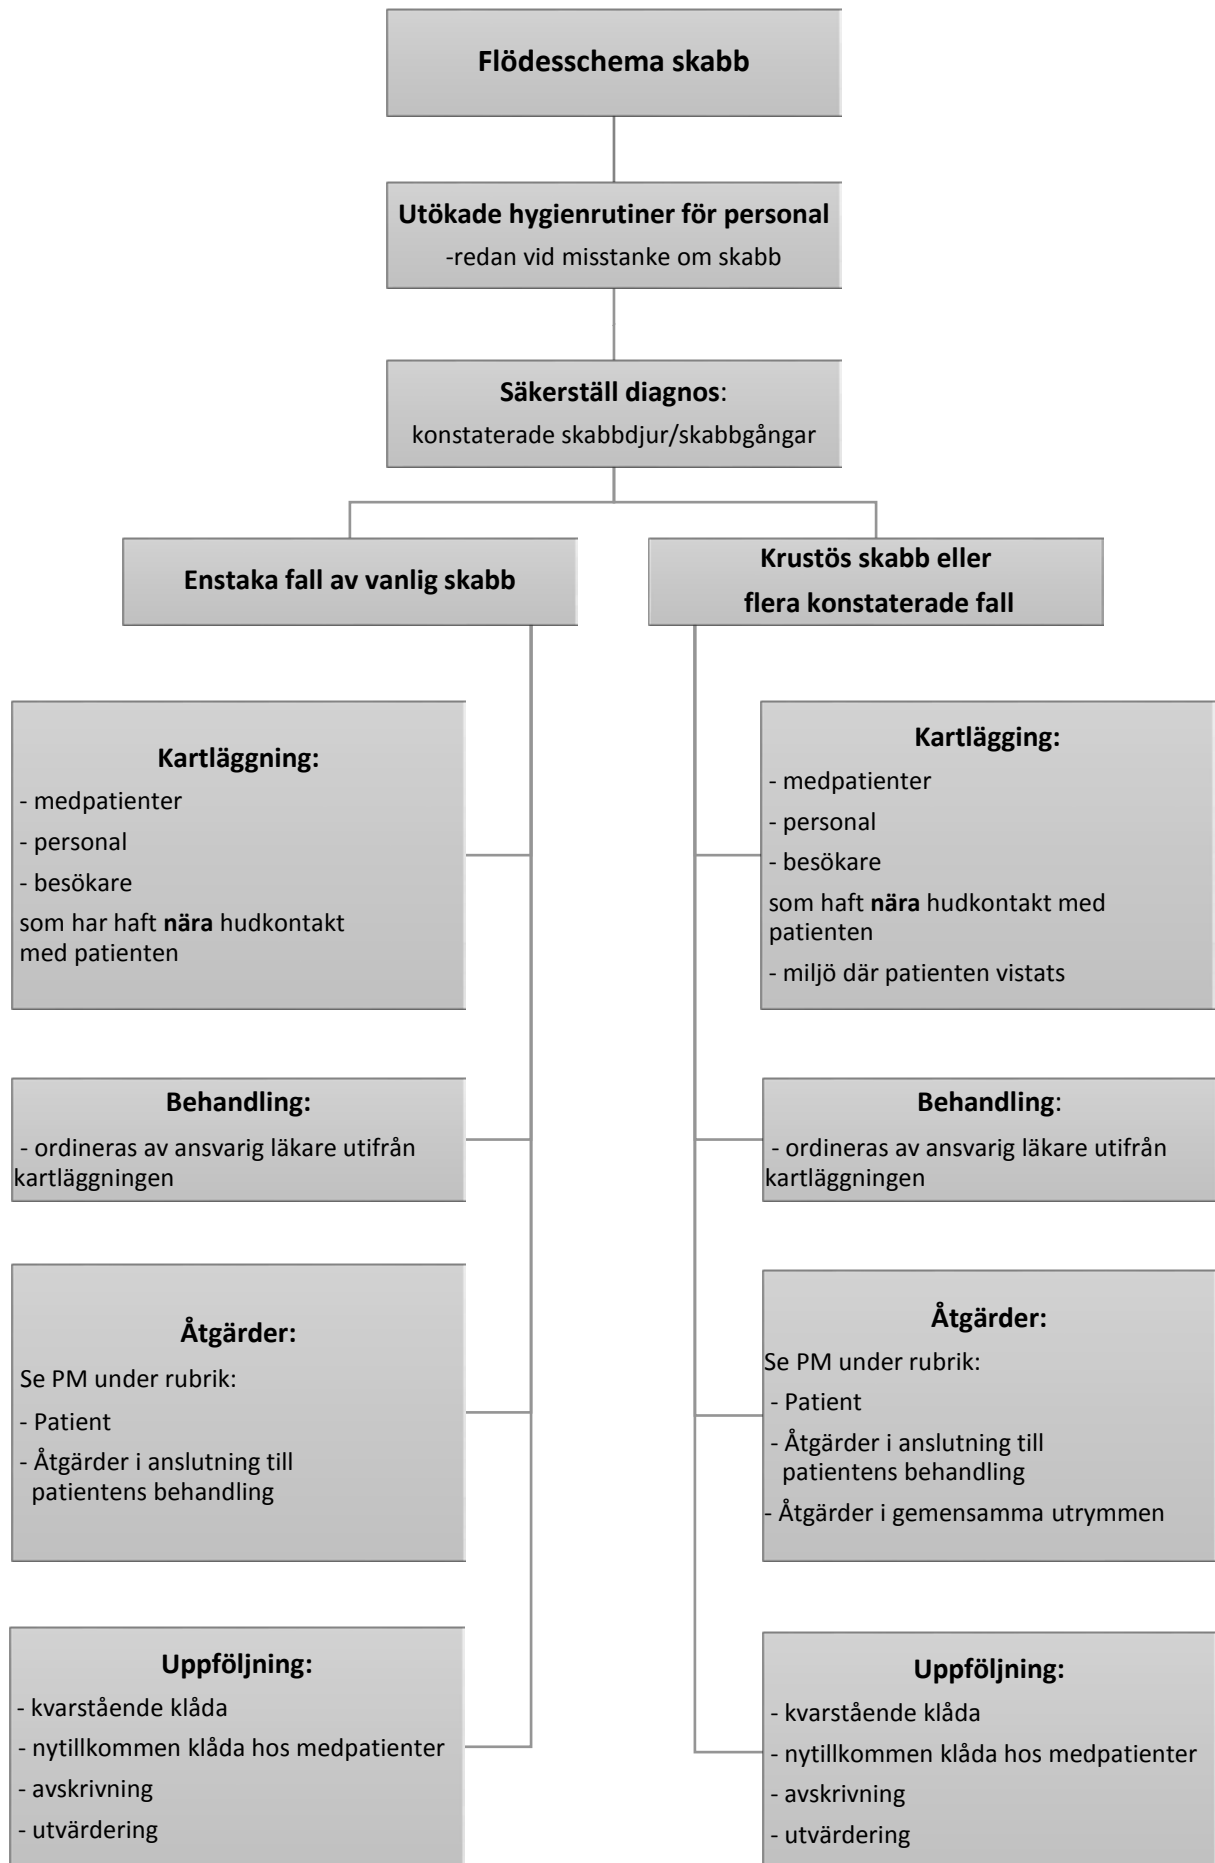 Flödesschema skabb
Utökade hygienrutiner för personal
-redan vid misstanke om skabb
Säkerställ diagnos:
konstaterade skabbdjur/skabbgångar
Enstaka fall av vanlig skabb
Krustös skabb eller
flera konstaterade fall
Kartläggning:
- medpatienter
- personal
- besökare
som har haft nära hudkontakt
med patienten
Behandling:
- ordineras av ansvarig läkare utifrån
kartläggningen
Åtgärder:
Se PM under rubrik:
- Patient
- Åtgärder i anslutning till
patientens behandling
Uppföljning:
- kvarstående klåda
- nytillkommen klåda hos medpatienter
- avskrivning
- utvärdering
Kartlägging:
- medpatienter
- personal
- besökare
som haft nära hudkontakt med
patienten
- miljö där patienten vistats
Behandling:
- ordineras av ansvarig läkare utifrån
kartläggningen
Åtgärder:
Se PM under rubrik:
- Patient
- Åtgärder i anslutning till
patientens behandling
- Åtgärder i gemensamma utrymmen
Uppföljning:
- kvarstående klåda
- nytillkommen klåda hos medpatienter
- avskrivning
- utvärdering